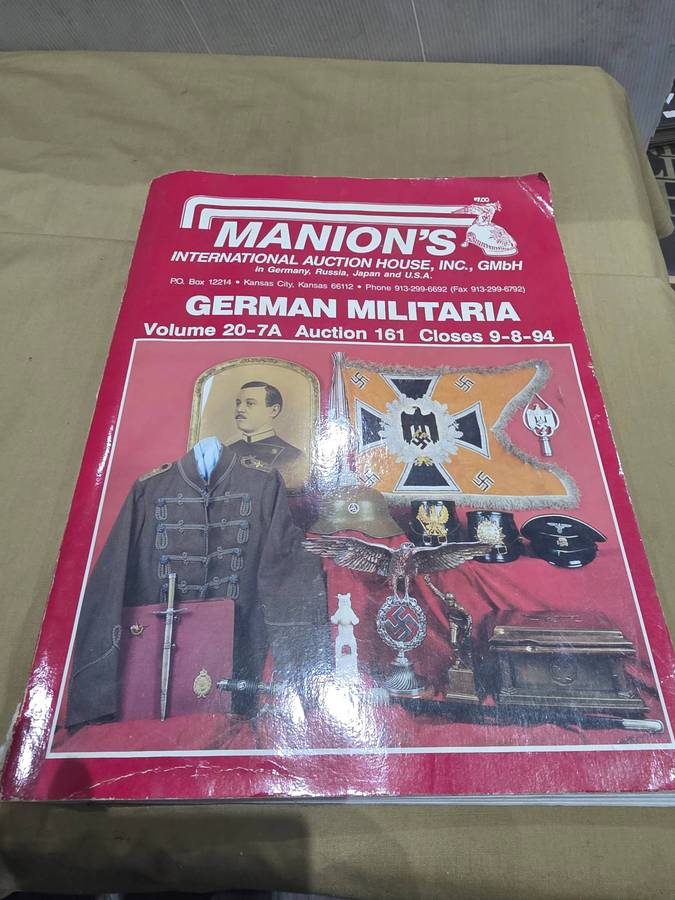 $7.00
MANION'S
INTERNATIONAL AUCTION HOUSE, INC., GMbH
in Germany, Russia, Japan and U.S.A.
P.O. Box 12214 • Kansas City, Kansas 66112 • Phone 913-299-6692 (Fax 913-299-6792)
GERMAN MILITARIA
Volume 20-7A Auction 161 Closes 9-8-94